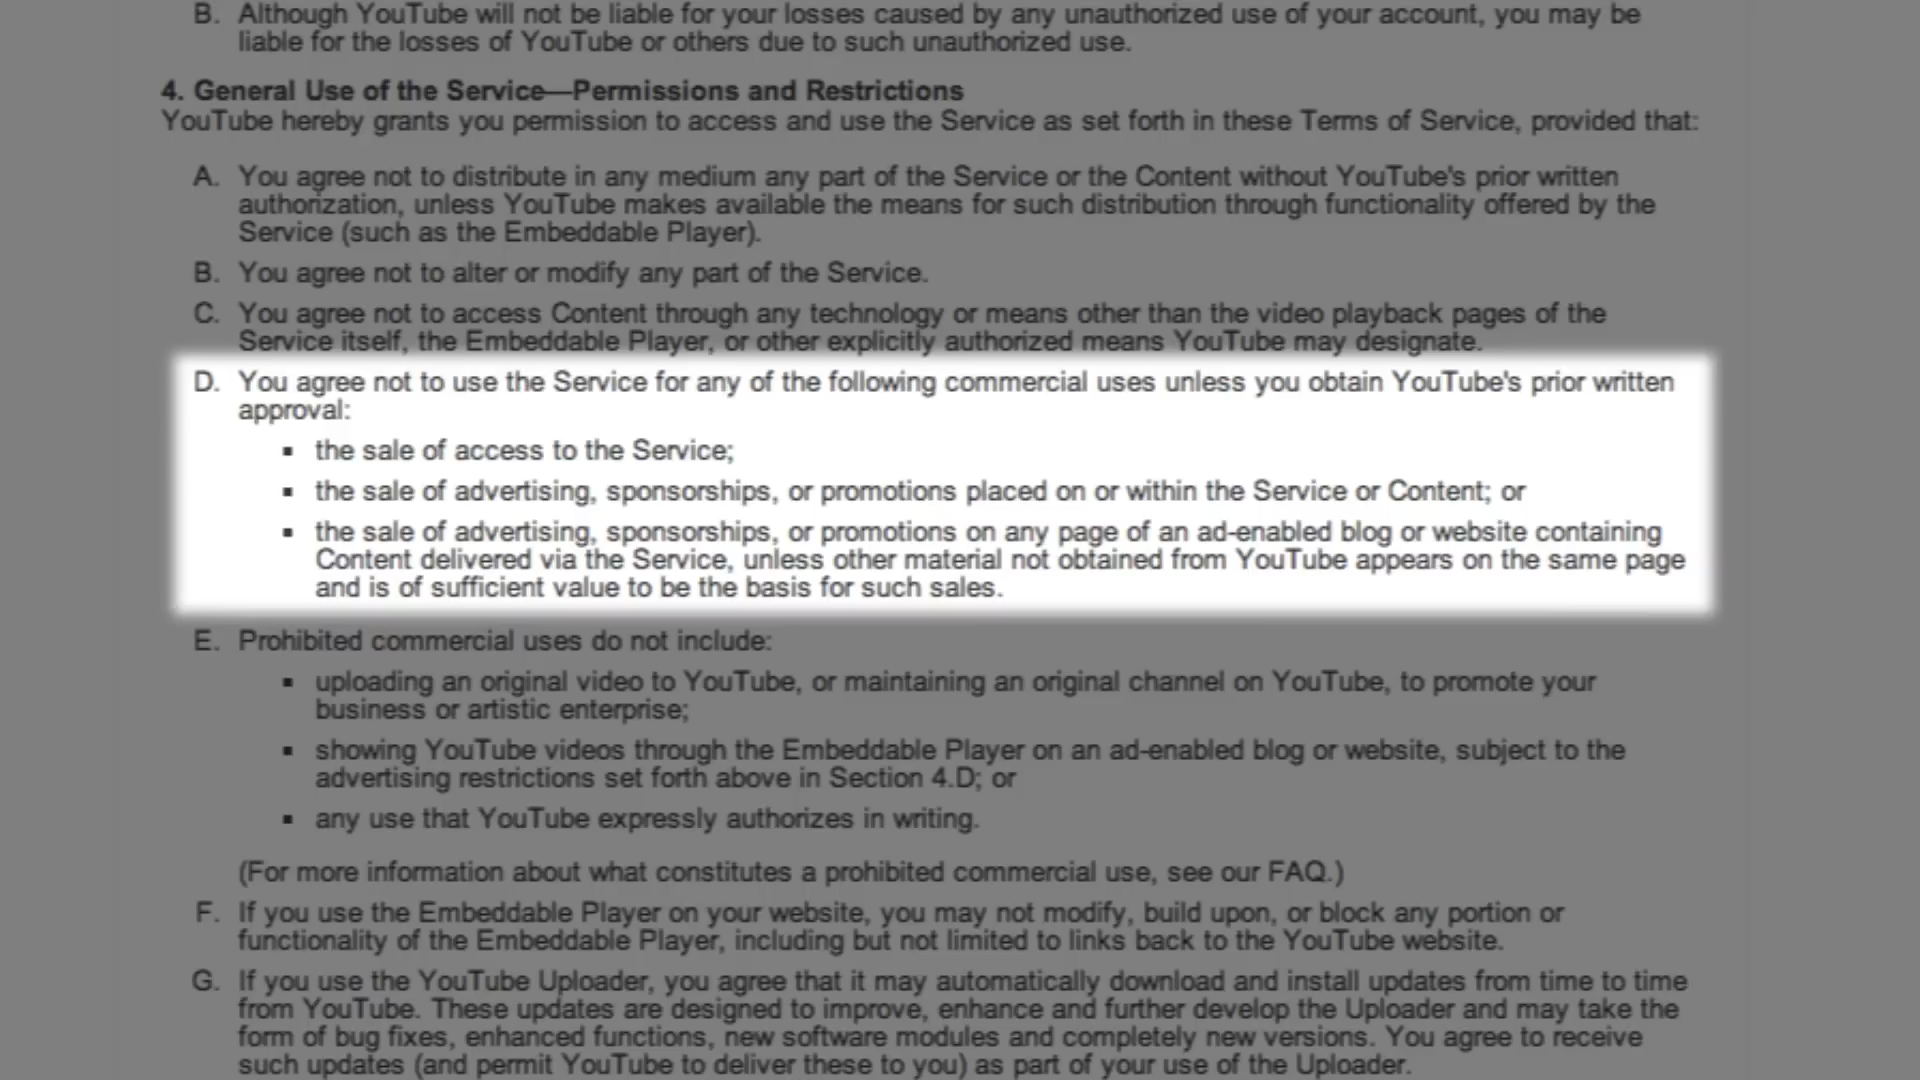 B. Although YouTube will not be liable for your losses caused by any unauthorized use of your account, you may be
liable for the losses of YouTube or others due to such unauthorized use.
4. General Use of the Service—Permissions and Restrictions
YouTube hereby grants you permission to access and use the Service as set forth in these Terms of Service, provided that:
A. You agree not to distribute in any medium any part of the Service or the Content without YouTube's prior written
authorization, unless YouTube makes available the means for such distribution through functionality offered by the
Service (such as the Embeddable Player).
B. You agree not to alter or modify any part of the Service.
C. You agree not to access Content through any technology or means other than the video playback pages of the
Service itself, the Embeddable Player, or other explicitly authorized means YouTube may designate.
D. You agree not to use the Service for any of the following commercial uses unless you obtain YouTube's prior written
approval:
▪ the sale of access to the Service;
▪ the sale of advertising, sponsorships, or promotions placed on or within the Service or Content; or
▪ the sale of advertising, sponsorships, or promotions on any page of an ad-enabled blog or website containing
Content delivered via the Service, unless other material not obtained from YouTube appears on the same page
and is of sufficient value to be the basis for such sales.
E. Prohibited commercial uses do not include:
▪ uploading an original video to YouTube, or maintaining an original channel on YouTube, to promote your
business or artistic enterprise;
▪ showing YouTube videos through the Embeddable Player on an ad-enabled blog or website, subject to the
advertising restrictions set forth above in Section 4.D; or
▪ any use that YouTube expressly authorizes in writing.
(For more information about what constitutes a prohibited commercial use, see our FAQ.)
F. If you use the Embeddable Player on your website, you may not modify, build upon, or block any portion or
functionality of the Embeddable Player, including but not limited to links back to the YouTube website.
G. If you use the YouTube Uploader, you agree that it may automatically download and install updates from time to time
from YouTube. These updates are designed to improve, enhance and further develop the Uploader and may take the
form of bug fixes, enhanced functions, new software modules and completely new versions. You agree to receive
such updates (and permit YouTube to deliver these to you) as part of your use of the Uploader.